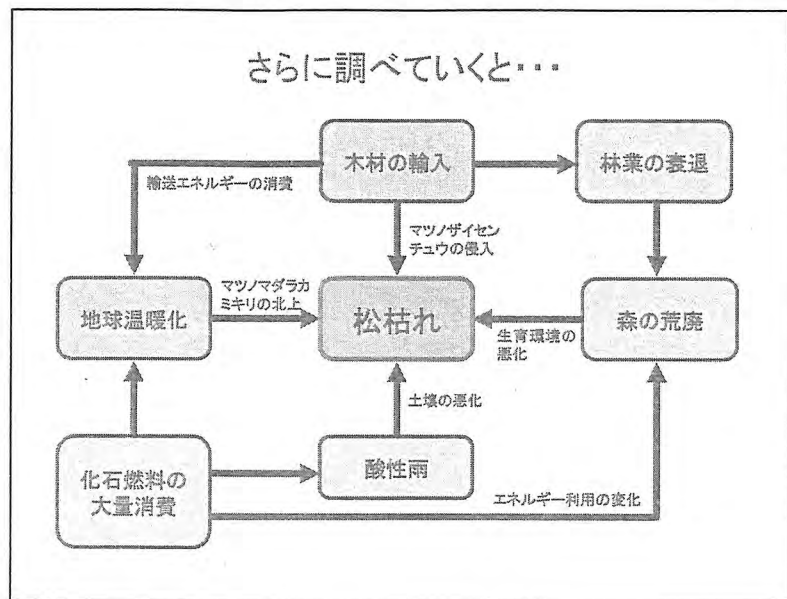 さらに調べていくと・・・
木材の輸入
林業の衰退
輸送エネルギーの消費
マツノザイセン
チュウの侵入
地球温暖化
マツノマダラカ
ミキリの北上
松枯れ
生育環境の
悪化
森の荒廃
土壌の悪化
化石燃料の
大量消費
酸性雨
エネルギー利用の変化